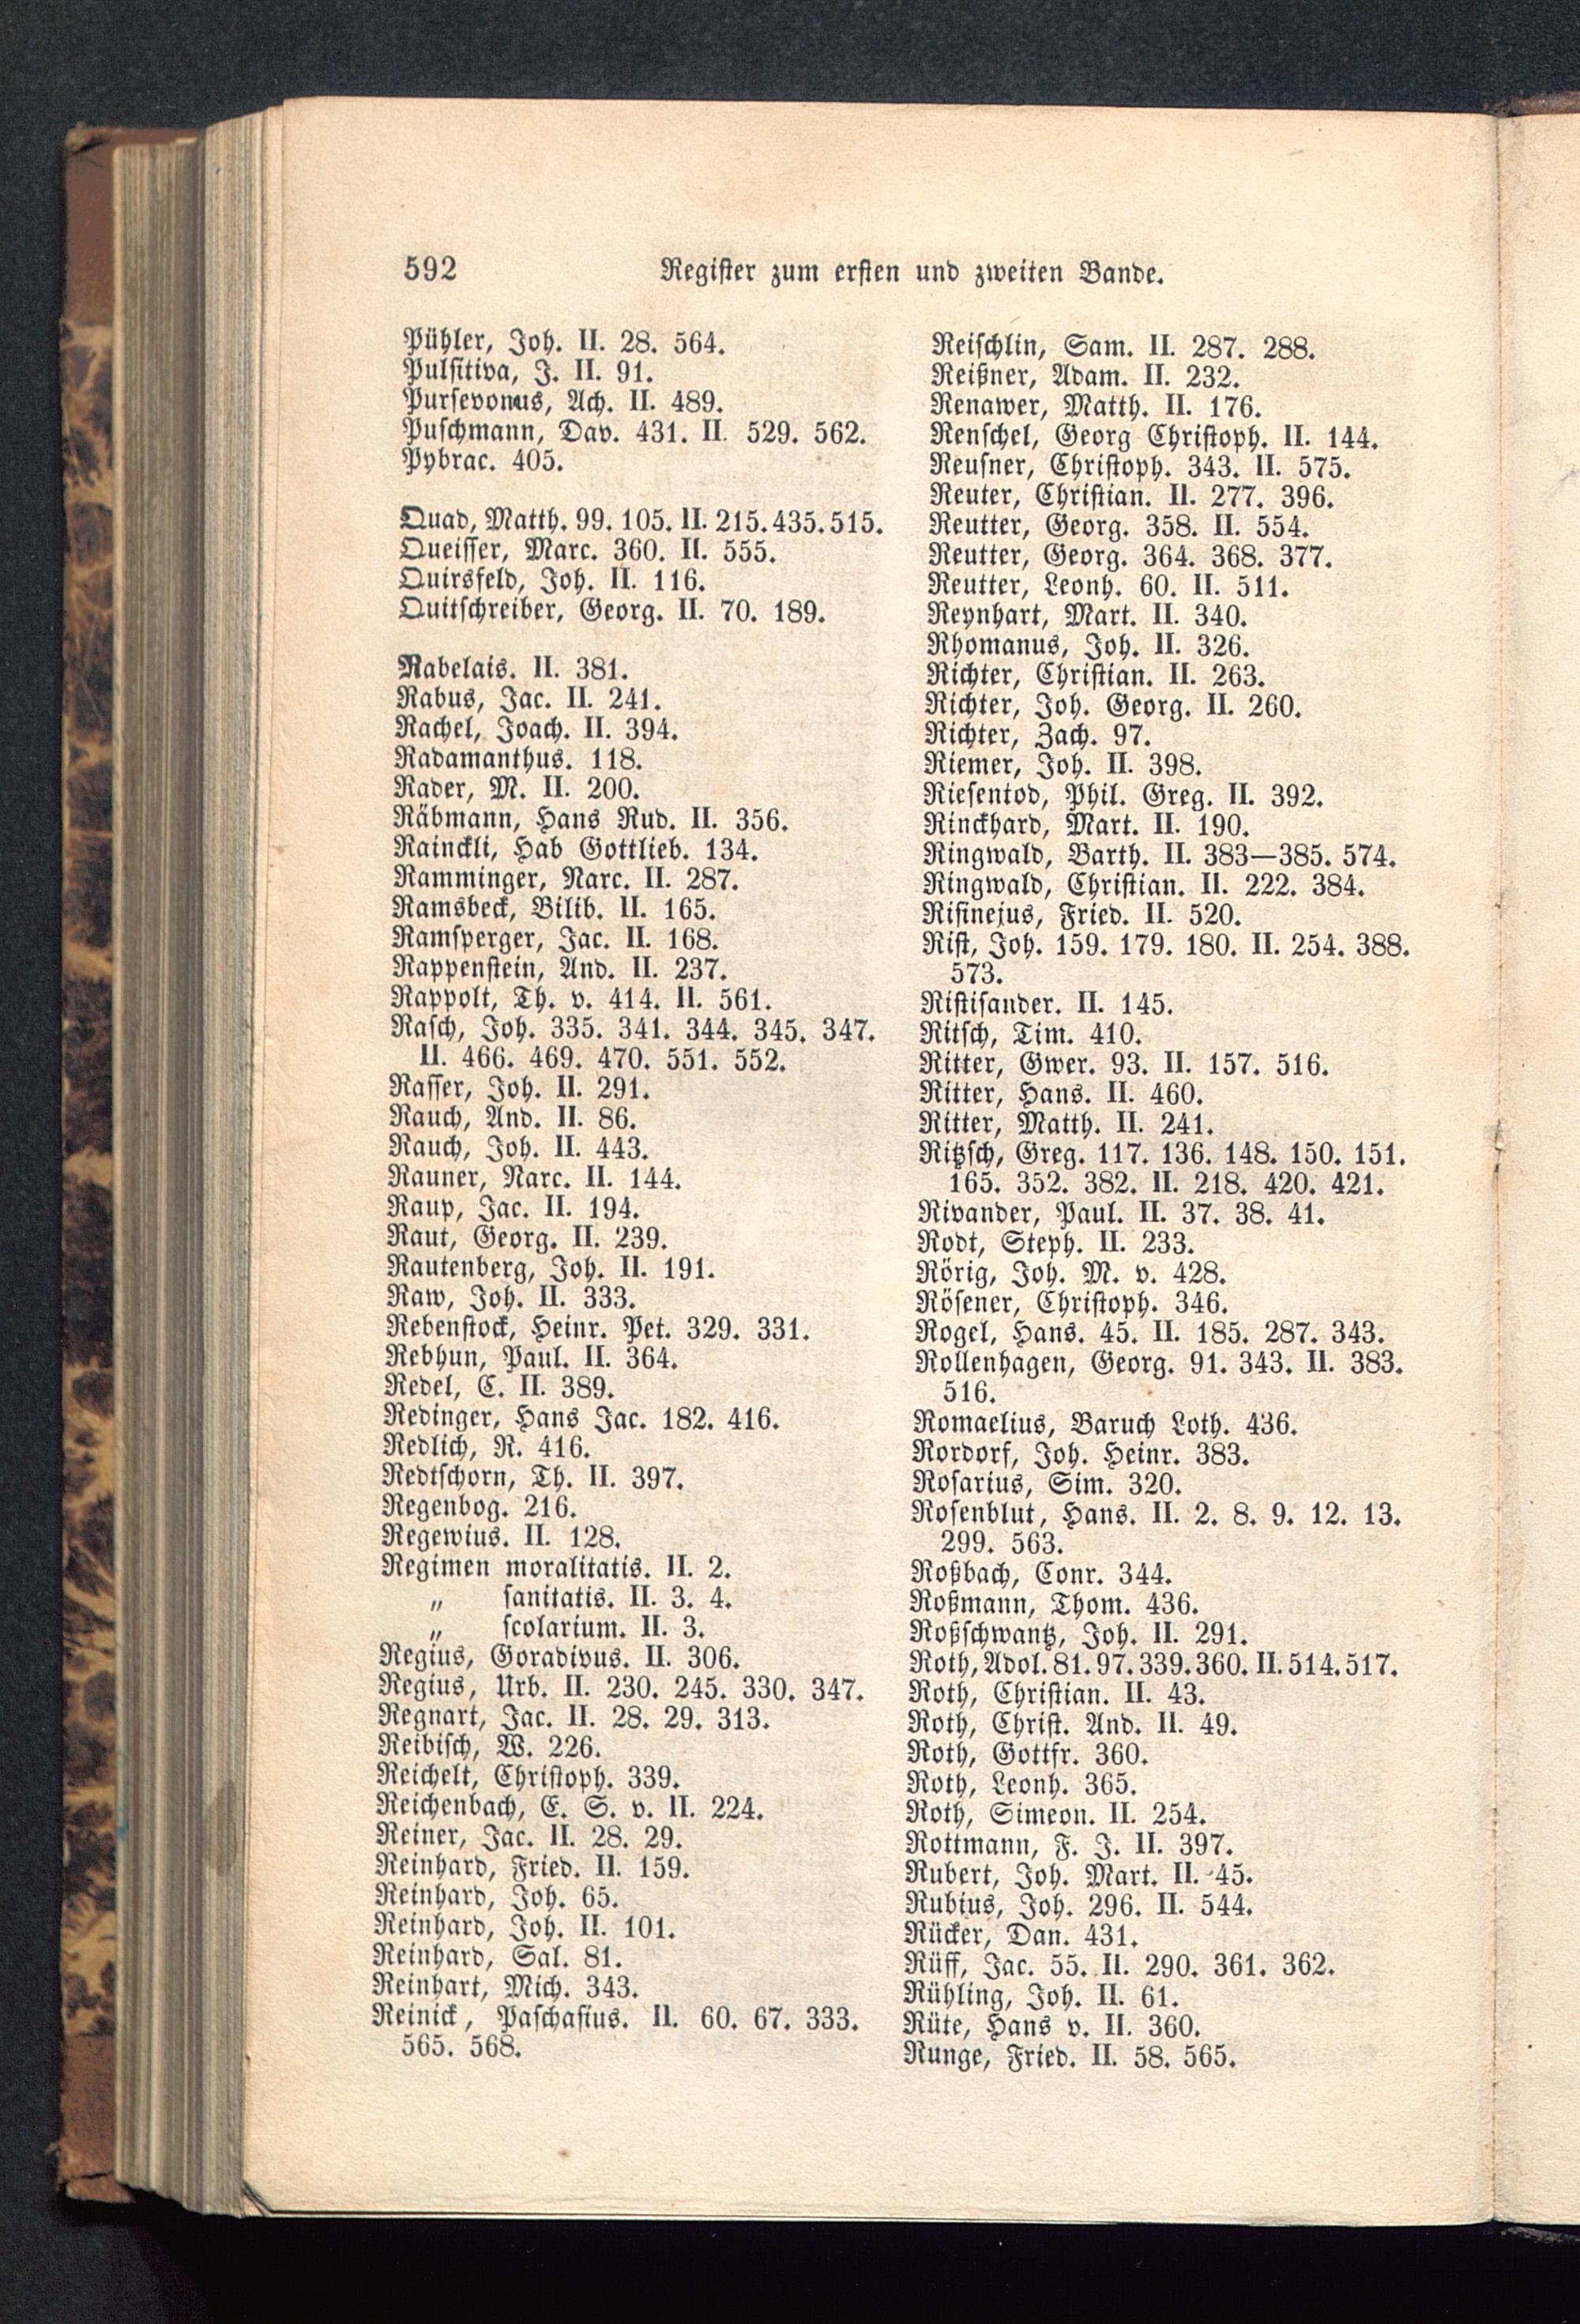 592 Register zum ersten und zweiten Bande.
Pühler, Joh. II. 28. 564.
Pulsitiva, J. II. 91.
Pursevonus, Ach. II. 489.
Puschmann, Dav. 431. II. 529. 562.
Pybrac. 405.
Quad, Matth. 99. 105. II. 215. 435. 515.
Queisser, Marc. 360. II. 555.
Quirsfeld, Joh. II. 116.
Quitschreiber, Georg. II. 70. 189.
Rabelais. II. 381.
Rabus, Jac. II. 241.
Rachel, Joach. II. 394.
Radamanthus. 118.
Rader, M. II. 200.
Räbmann, Hans Rud. II. 356.
Rainckli, Hab Gottlieb. 134.
Ramminger, Narc. II. 287.
Ramsbeck, Bilib. II. 165.
Ramsperger, Jac. II. 168.
Rappenstein, And. II. 237.
Rappolt, Th. v. 414. II. 561.
Rasch, Joh. 335. 341. 344. 345. 347.
II. 466. 469. 470. 551. 552.
Rasser, Joh. II. 291.
Rauch, And. II. 86.
Rauch, Joh. II. 443.
Rauner, Narc. II. 144.
Raup, Jac. II. 194.
Raut, Georg. II. 239.
Rautenberg, Joh. II. 191.
Raw, Joh. II. 333.
Rebenstock, Heinr. Pet. 329. 331.
Rebhun, Paul. II. 364.
Redel, C. II. 389.
Redinger, Hans Jac. 182. 416.
Redlich, R. 416.
Redtschorn, Th. II. 397.
Regenbog. 216.
Regewius. II. 128.
Regimen moralitatis. II. 2.
„ sanitatis. II. 3. 4.
„ scolarium. II. 3.
Regius, Goradivus. II. 306.
Regius, Urb. II. 230. 245. 330. 347.
Regnart, Jac. II. 28. 29. 313.
Reibisch, W. 226.
Reichelt, Christoph. 339.
Reichenbach, E. S. v. II. 224.
Reiner, Jac. II. 28. 29.
Reinhard, Fried. II. 159.
Reinhard, Joh. 65.
Reinhard, Joh. II. 101.
Reinhard, Sal. 81.
Reinhart, Mich. 343.
Reinick, Paschasius. II. 60. 67. 333.
565. 568.
Reischlin, Sam. II. 287. 288.
Reißner, Adam. II. 232.
Renawer, Matth. II. 176.
Renschel, Georg Christoph. II. 144.
Reusner, Christoph. 343. II. 575.
Reuter, Christian. II. 277. 396.
Reutter, Georg. 358. II. 554.
Reutter, Georg. 364. 368. 377.
Reutter, Leonh. 60. II. 511.
Reynhart, Mart. II. 340.
Rhomanus, Joh. II. 326.
Richter, Christian. II. 263.
Richter, Joh. Georg. II. 260.
Richter, Zach. 97.
Riemer, Joh. II. 398.
Riesentod, Phil. Greg. II. 392.
Rinckhard, Mart. II. 190.
Ringwald, Barth. II. 383—385. 574.
Ringwald, Christian. II. 222. 384.
Risinejus, Fried. II. 520.
Rist, Joh. 159. 179. 180. II. 254. 388.
573.
Ristisander. II. 145.
Ritsch, Tim. 410.
Ritter, Gwer. 93. II. 157. 516.
Ritter, Hans. II. 460.
Ritter, Matth. II. 241.
Ritzsch, Greg. 117. 136. 148. 150. 151.
165. 352. 382. II. 218. 420. 421.
Rivander, Paul. II. 37. 38. 41.
Rodt, Steph. II. 233.
Rörig, Joh. M. v. 428.
Rösener, Christoph. 346.
Rogel, Hans. 45. II. 185. 287. 343.
Rollenhagen, Georg. 91. 343. II. 383.
516.
Romaelius, Baruch Loth. 436.
Rordorf, Joh. Heinr. 383.
Rosarius, Sim. 320.
Rosenblut, Hans. II. 2. 8. 9. 12. 13.
299. 563.
Roßbach, Conr. 344.
Roßmann, Thom. 436.
Roßschwantz, Joh. II. 291.
Roth, Adol. 81. 97. 339. 360. II. 514. 517.
Roth, Christian. II. 43.
Roth, Christ. And. II. 49.
Roth, Gottfr. 360.
Roth, Leonh. 365.
Roth, Simeon. II. 254.
Rottmann, F. J. II. 397.
Rubert, Joh. Mart. II. 45.
Rubius, Joh. 296. II. 544.
Rücker, Dan. 431.
Rüff, Jac. 55. II. 290. 361. 362.
Rühling, Joh. II. 61.
Rüte, Hans v. II. 360.
Runge, Fried. II. 58. 565.